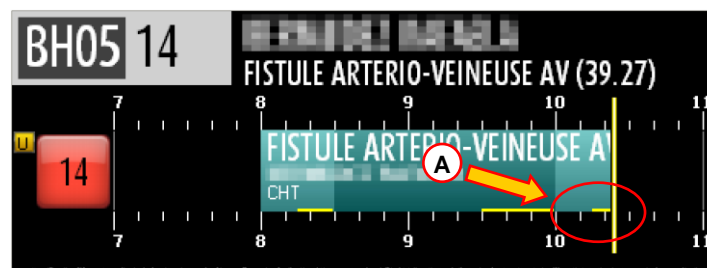 BH05 14
FISTULE ARTERIO-VEINEUSE AV (39.27)
7 8 9 10 11
U
14
FISTULE ARTERIO-VEINEUSE AV
A
CHT
7 8 9 10 11